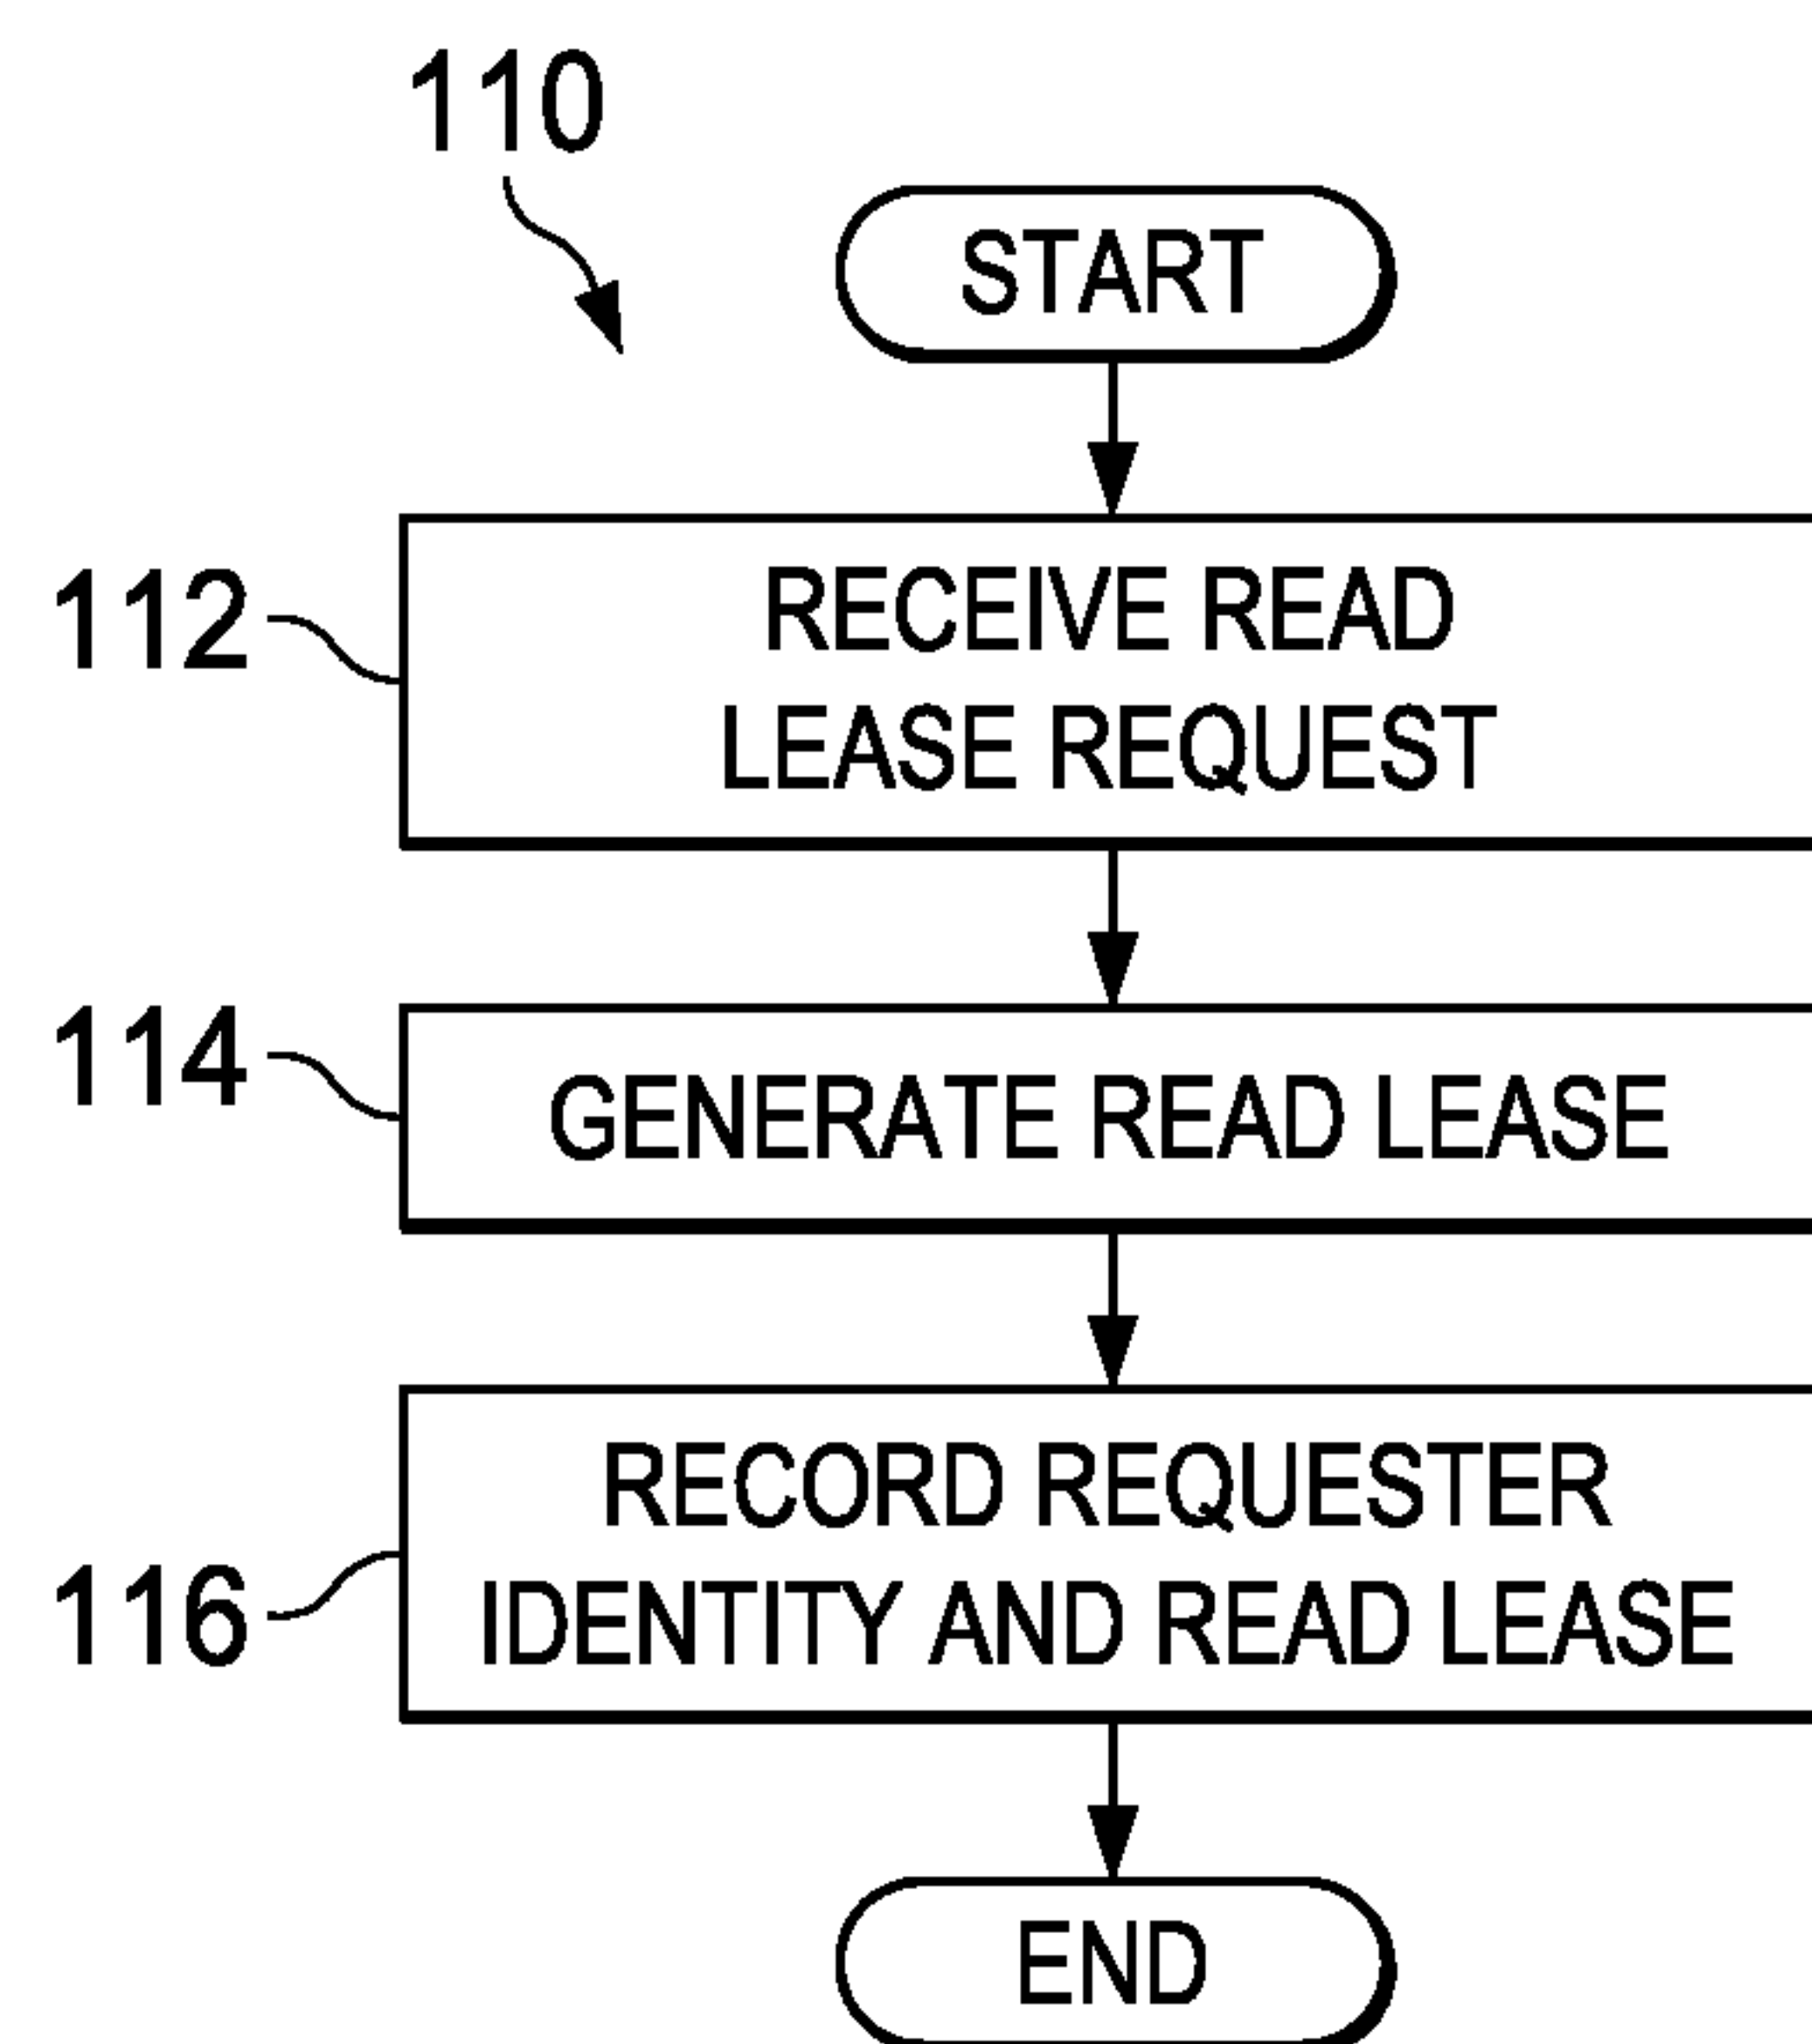 110
START
112
RECEIVE READ
LEASE REQUEST
114
GENERATE READ LEASE
116
RECORD REQUESTER
IDENTITY AND READ LEASE
END